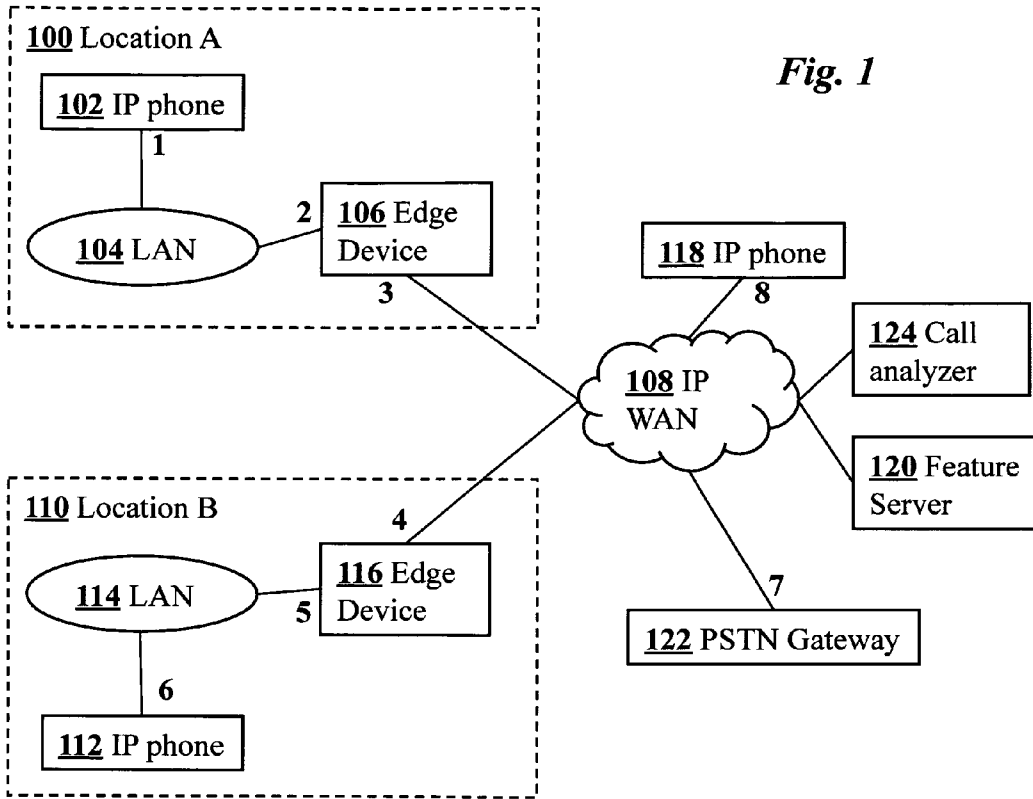 100 Location A
Fig. 1
102 IP phone
1
2
106 Edge
Device
104 LAN
3
118 IP phone
8
124 Call
analyzer
108 IP
WAN
120 Feature
Server
110 Location B
4
116 Edge
Device
114 LAN
5
7
122 PSTN Gateway
6
112 IP phone